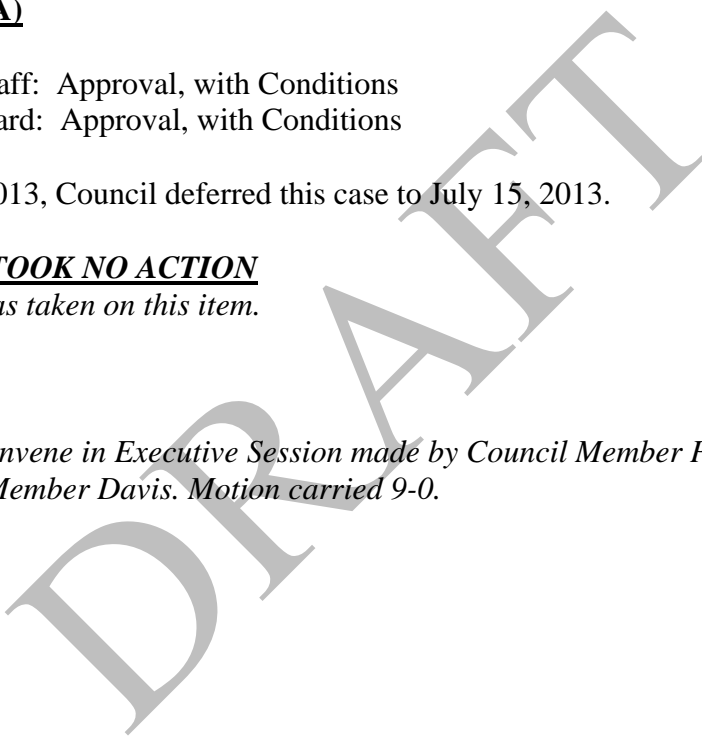 A)
aff: Approval, with Conditions
ard: Approval, with Conditions
013, Council deferred this case to July 15, 2013.
TOOK NO ACTION
as taken on this item.
nvene in Executive Session made by Council Member
Member Davis. Motion carried 9-0.
DRAFT